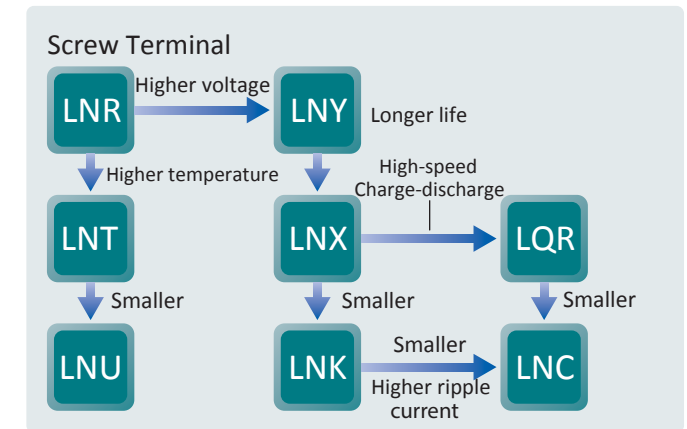 Screw Terminal
LNR
Higher voltage
LNY
Longer life
Higher temperature
High-speed
Charge-discharge
LNT
LNX
LQR
Smaller
Smaller
Smaller
LNU
LNK
Smaller
Higher ripple
current
LNC